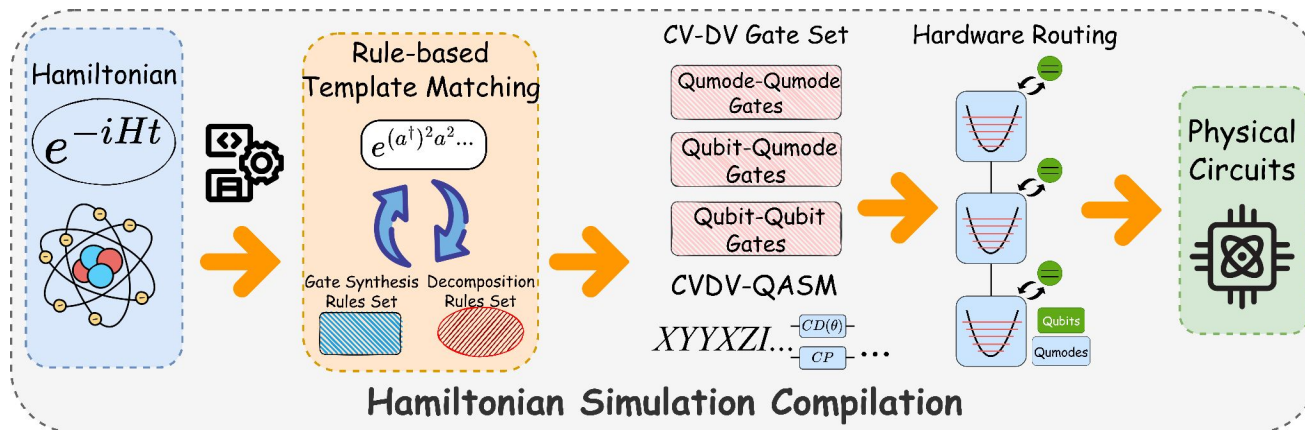 Hamiltonian
e^{-iHt}
Rule-based
Template Matching
e^{(a^†)^2a^2...}
Gate Synthesis
Rules Set
Decomposition
Rules Set
CV-DV Gate Set
Qumode-Qumode
Gates
Qubit-Qumode
Gates
Qubit-Qubit
Gates
CVDV-QASM
XYYXZI...
CD(θ)
CP
...
Hardware Routing
Qubits
Qumodes
Physical
Circuits
Hamiltonian Simulation Compilation